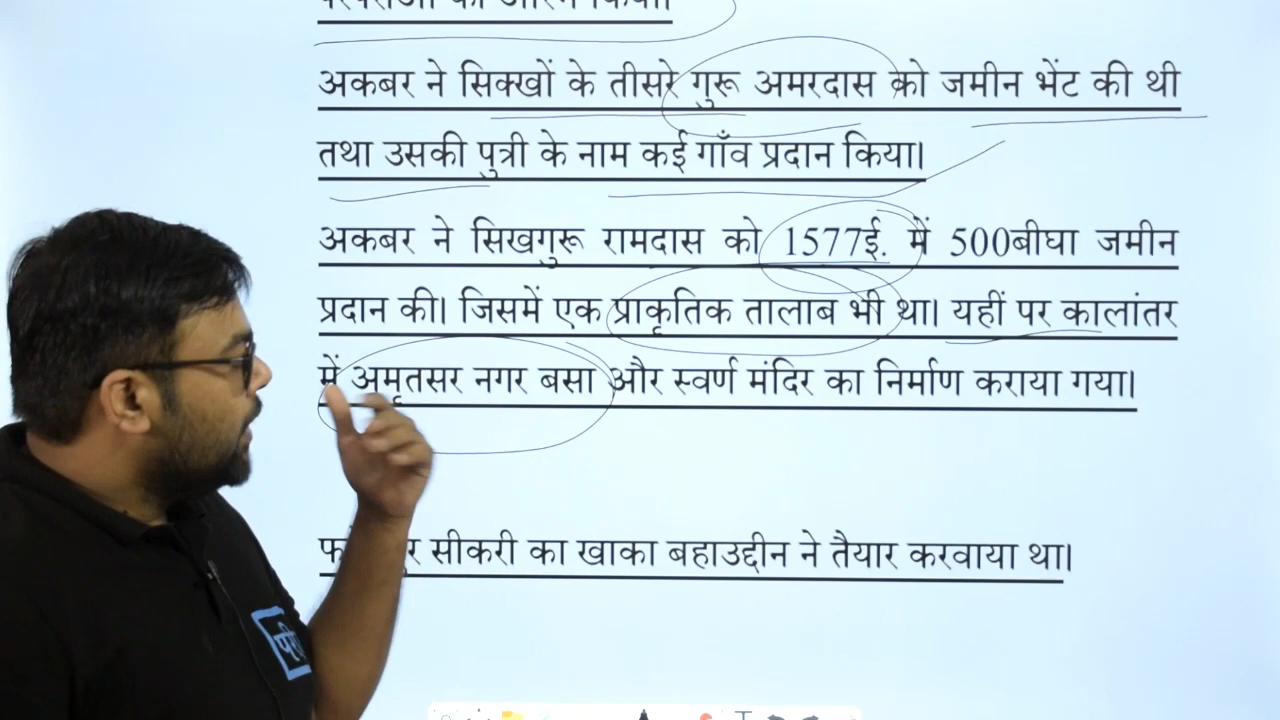 अकबर ने सिक्खों के तीसरे गुरू अमरदास को जमीन भेंट की थी
तथा उसकी पुत्री के नाम कई गाँव प्रदान किया।
अकबर ने सिखगुरू रामदास को 1577ई. में 500बीघा जमीन
प्रदान की। जिसमें एक प्राकृतिक तालाब भी था। यहीं पर कालांतर
में अमृतसर नगर बसा और स्वर्ण मंदिर का निर्माण कराया गया।
सीकरी का खाका बहाउद्दीन ने तैयार करवाया था।